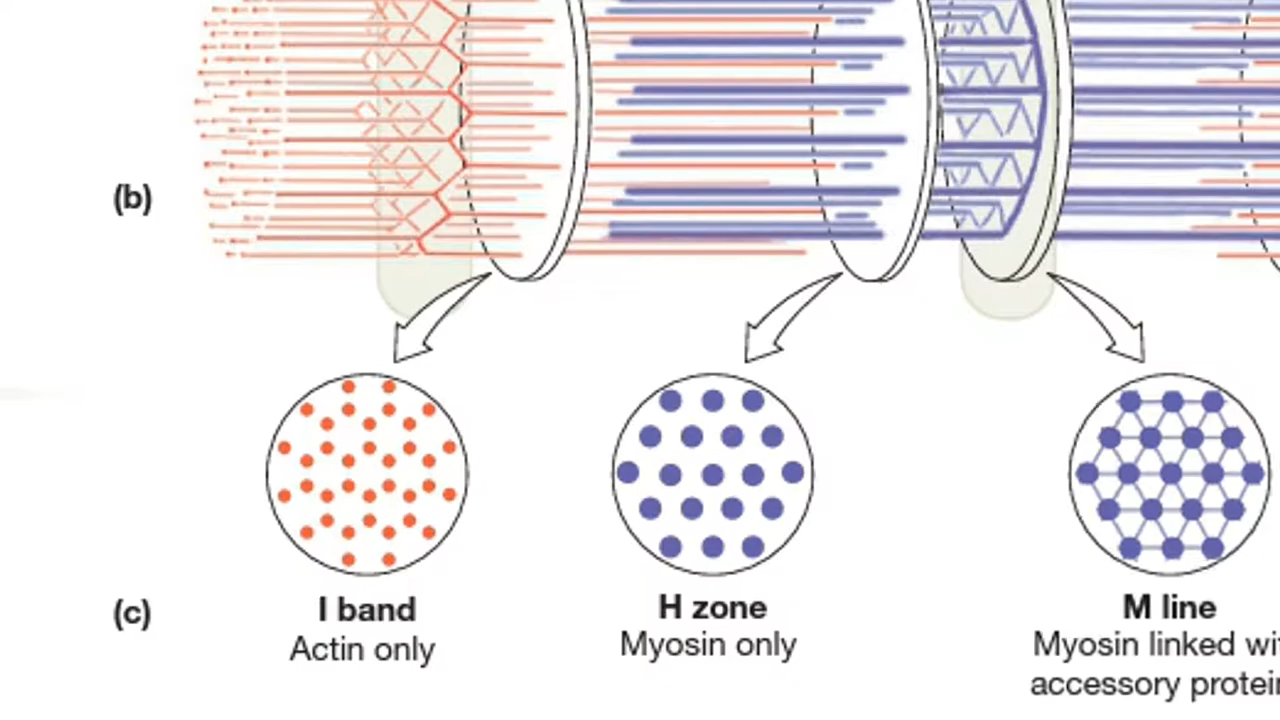 (b)
(c)
I band
Actin only
H zone
Myosin only
M line
Myosin linked
accessory